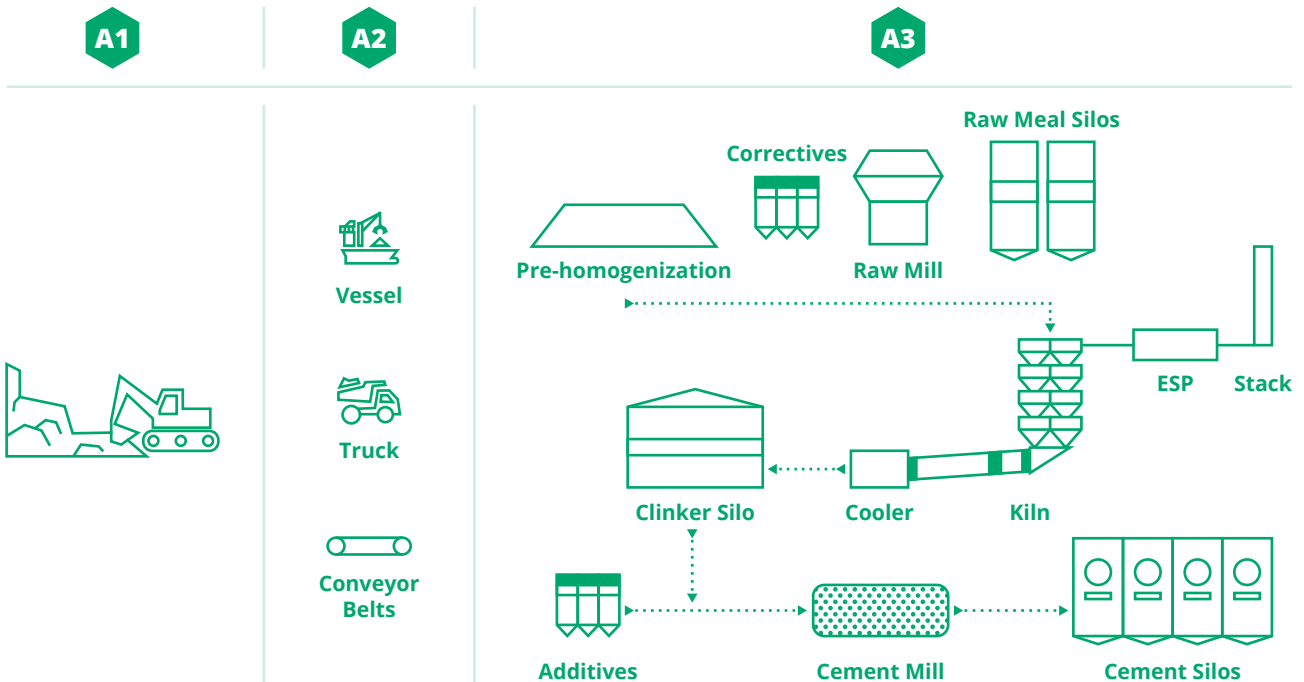 A1
A2
A3
Vessel
Truck
Conveyor
Belts
Raw Meal Silos
Correctives
Pre-homogenization
Raw Mill
ESP
Stack
Clinker Silo
Cooler
Kiln
Additives
Cement Mill
Cement Silos